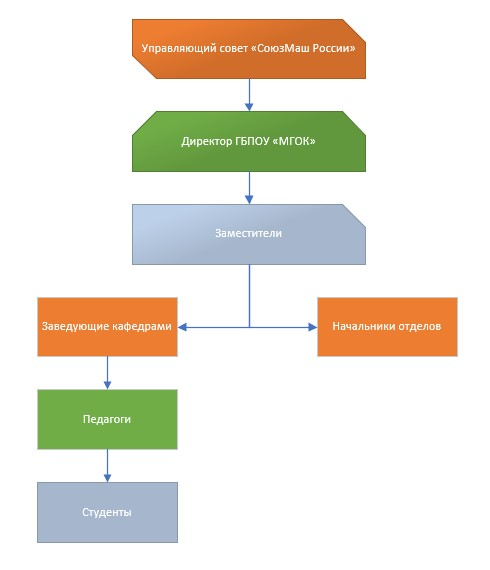 Управляющий совет «СоюзМаш России»
Директор ГБПОУ «МГОК»
Заместители
Заведующие кафедрами
Начальники отделов
Педагоги
Студенты